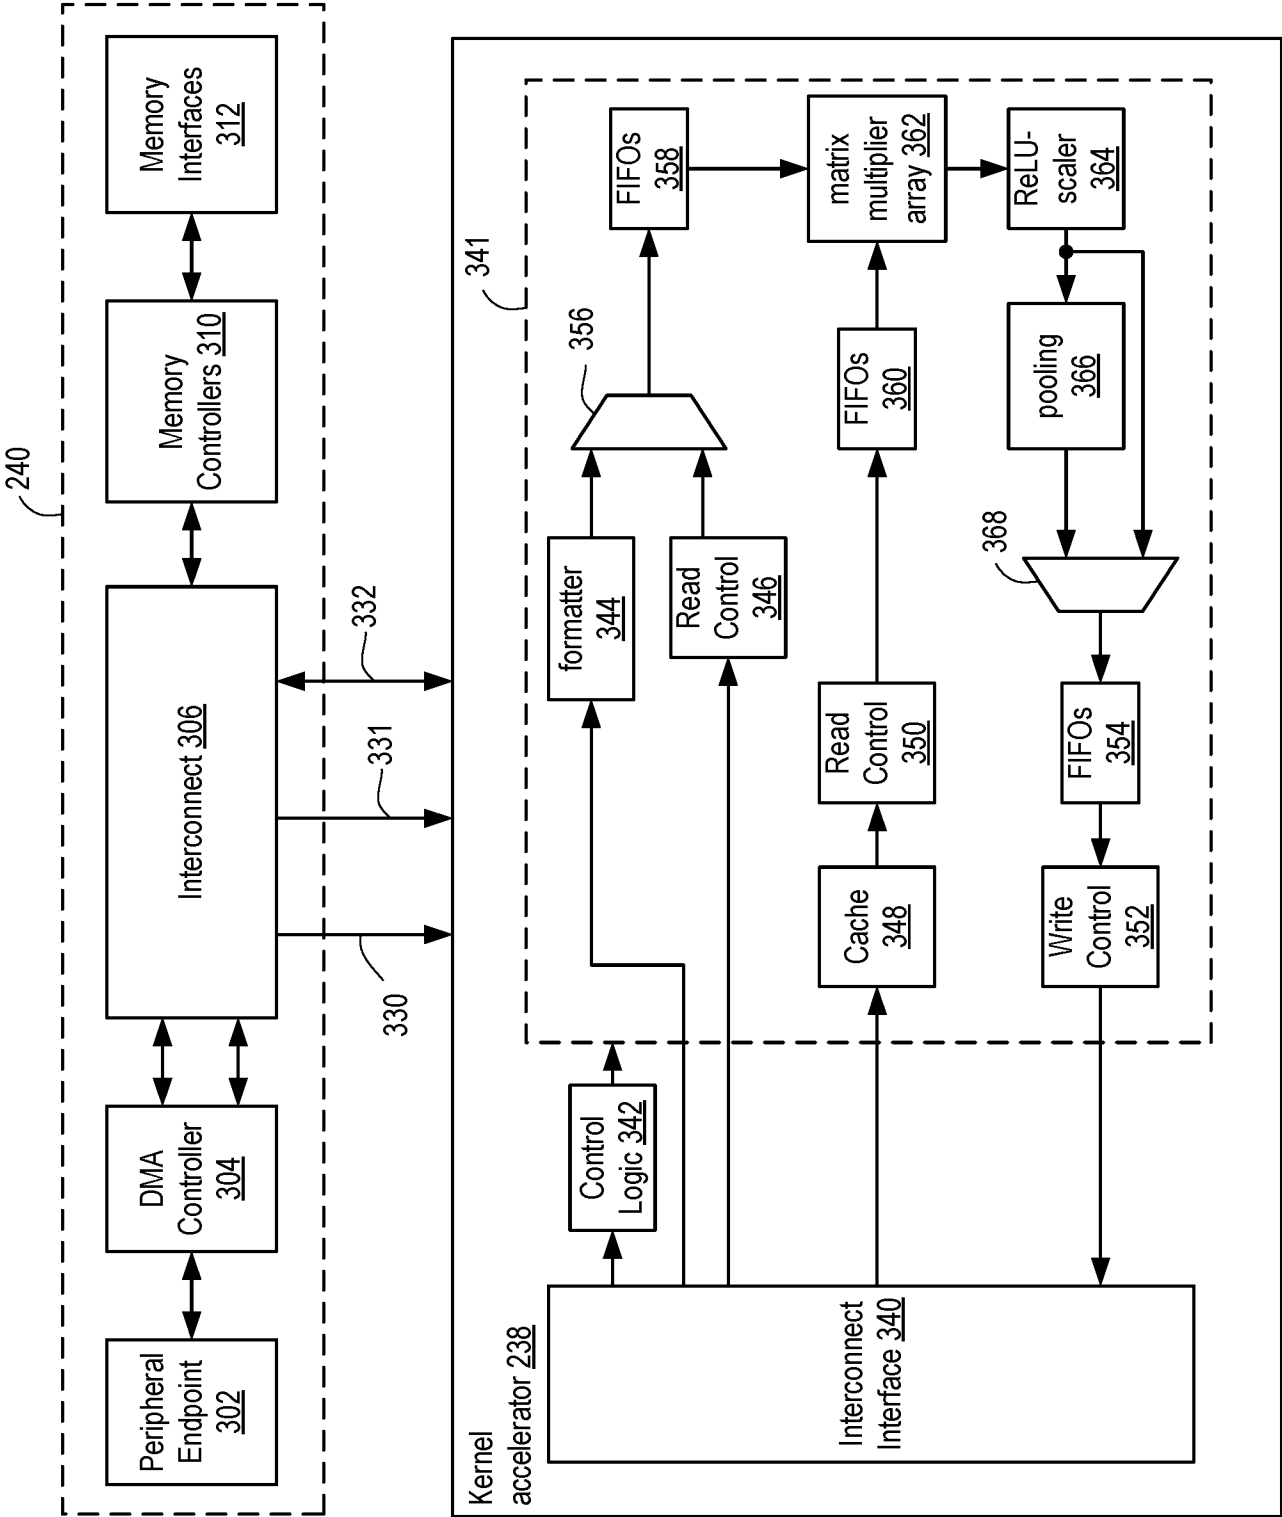 240
Peripheral
Endpoint
302
DMA
Controller
304
Interconnect 306
Memory
Controllers 310
Memory
Interfaces
312
330
331
332
Kernel
accelerator 238
Interconnect
Interface 340
Control
Logic 342
341
formatter
344
Read
Control
346
356
FIFOs
358
Cache
348
Read
Control
350
FIFOs
360
matrix
multiplier
array 362
Write
Control
352
FIFOs
354
368
pooling
366
ReLU-
scaler
364